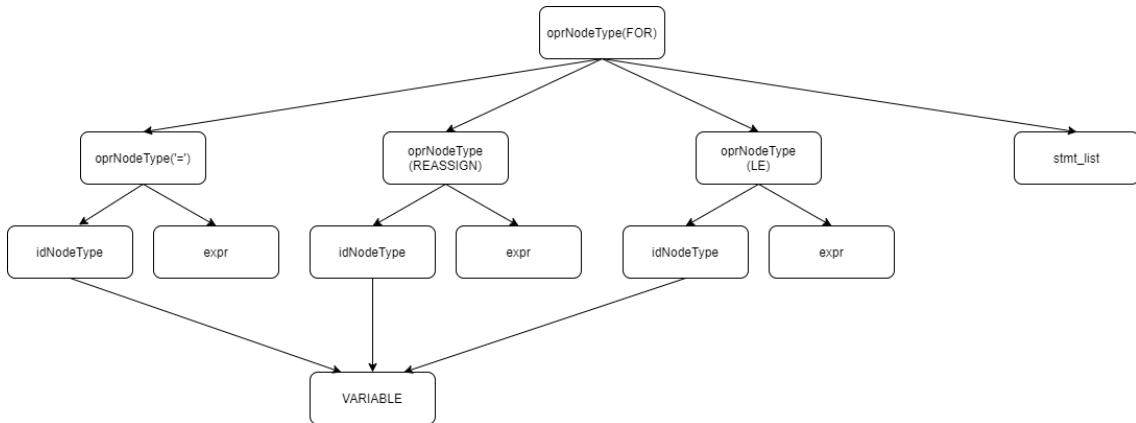 oprNodeType(FOR)
oprNodeType('=')
oprNodeType
(REASSIGN)
oprNodeType
(LE)
stmt_list
idNodeType
expr
idNodeType
expr
idNodeType
expr
VARIABLE